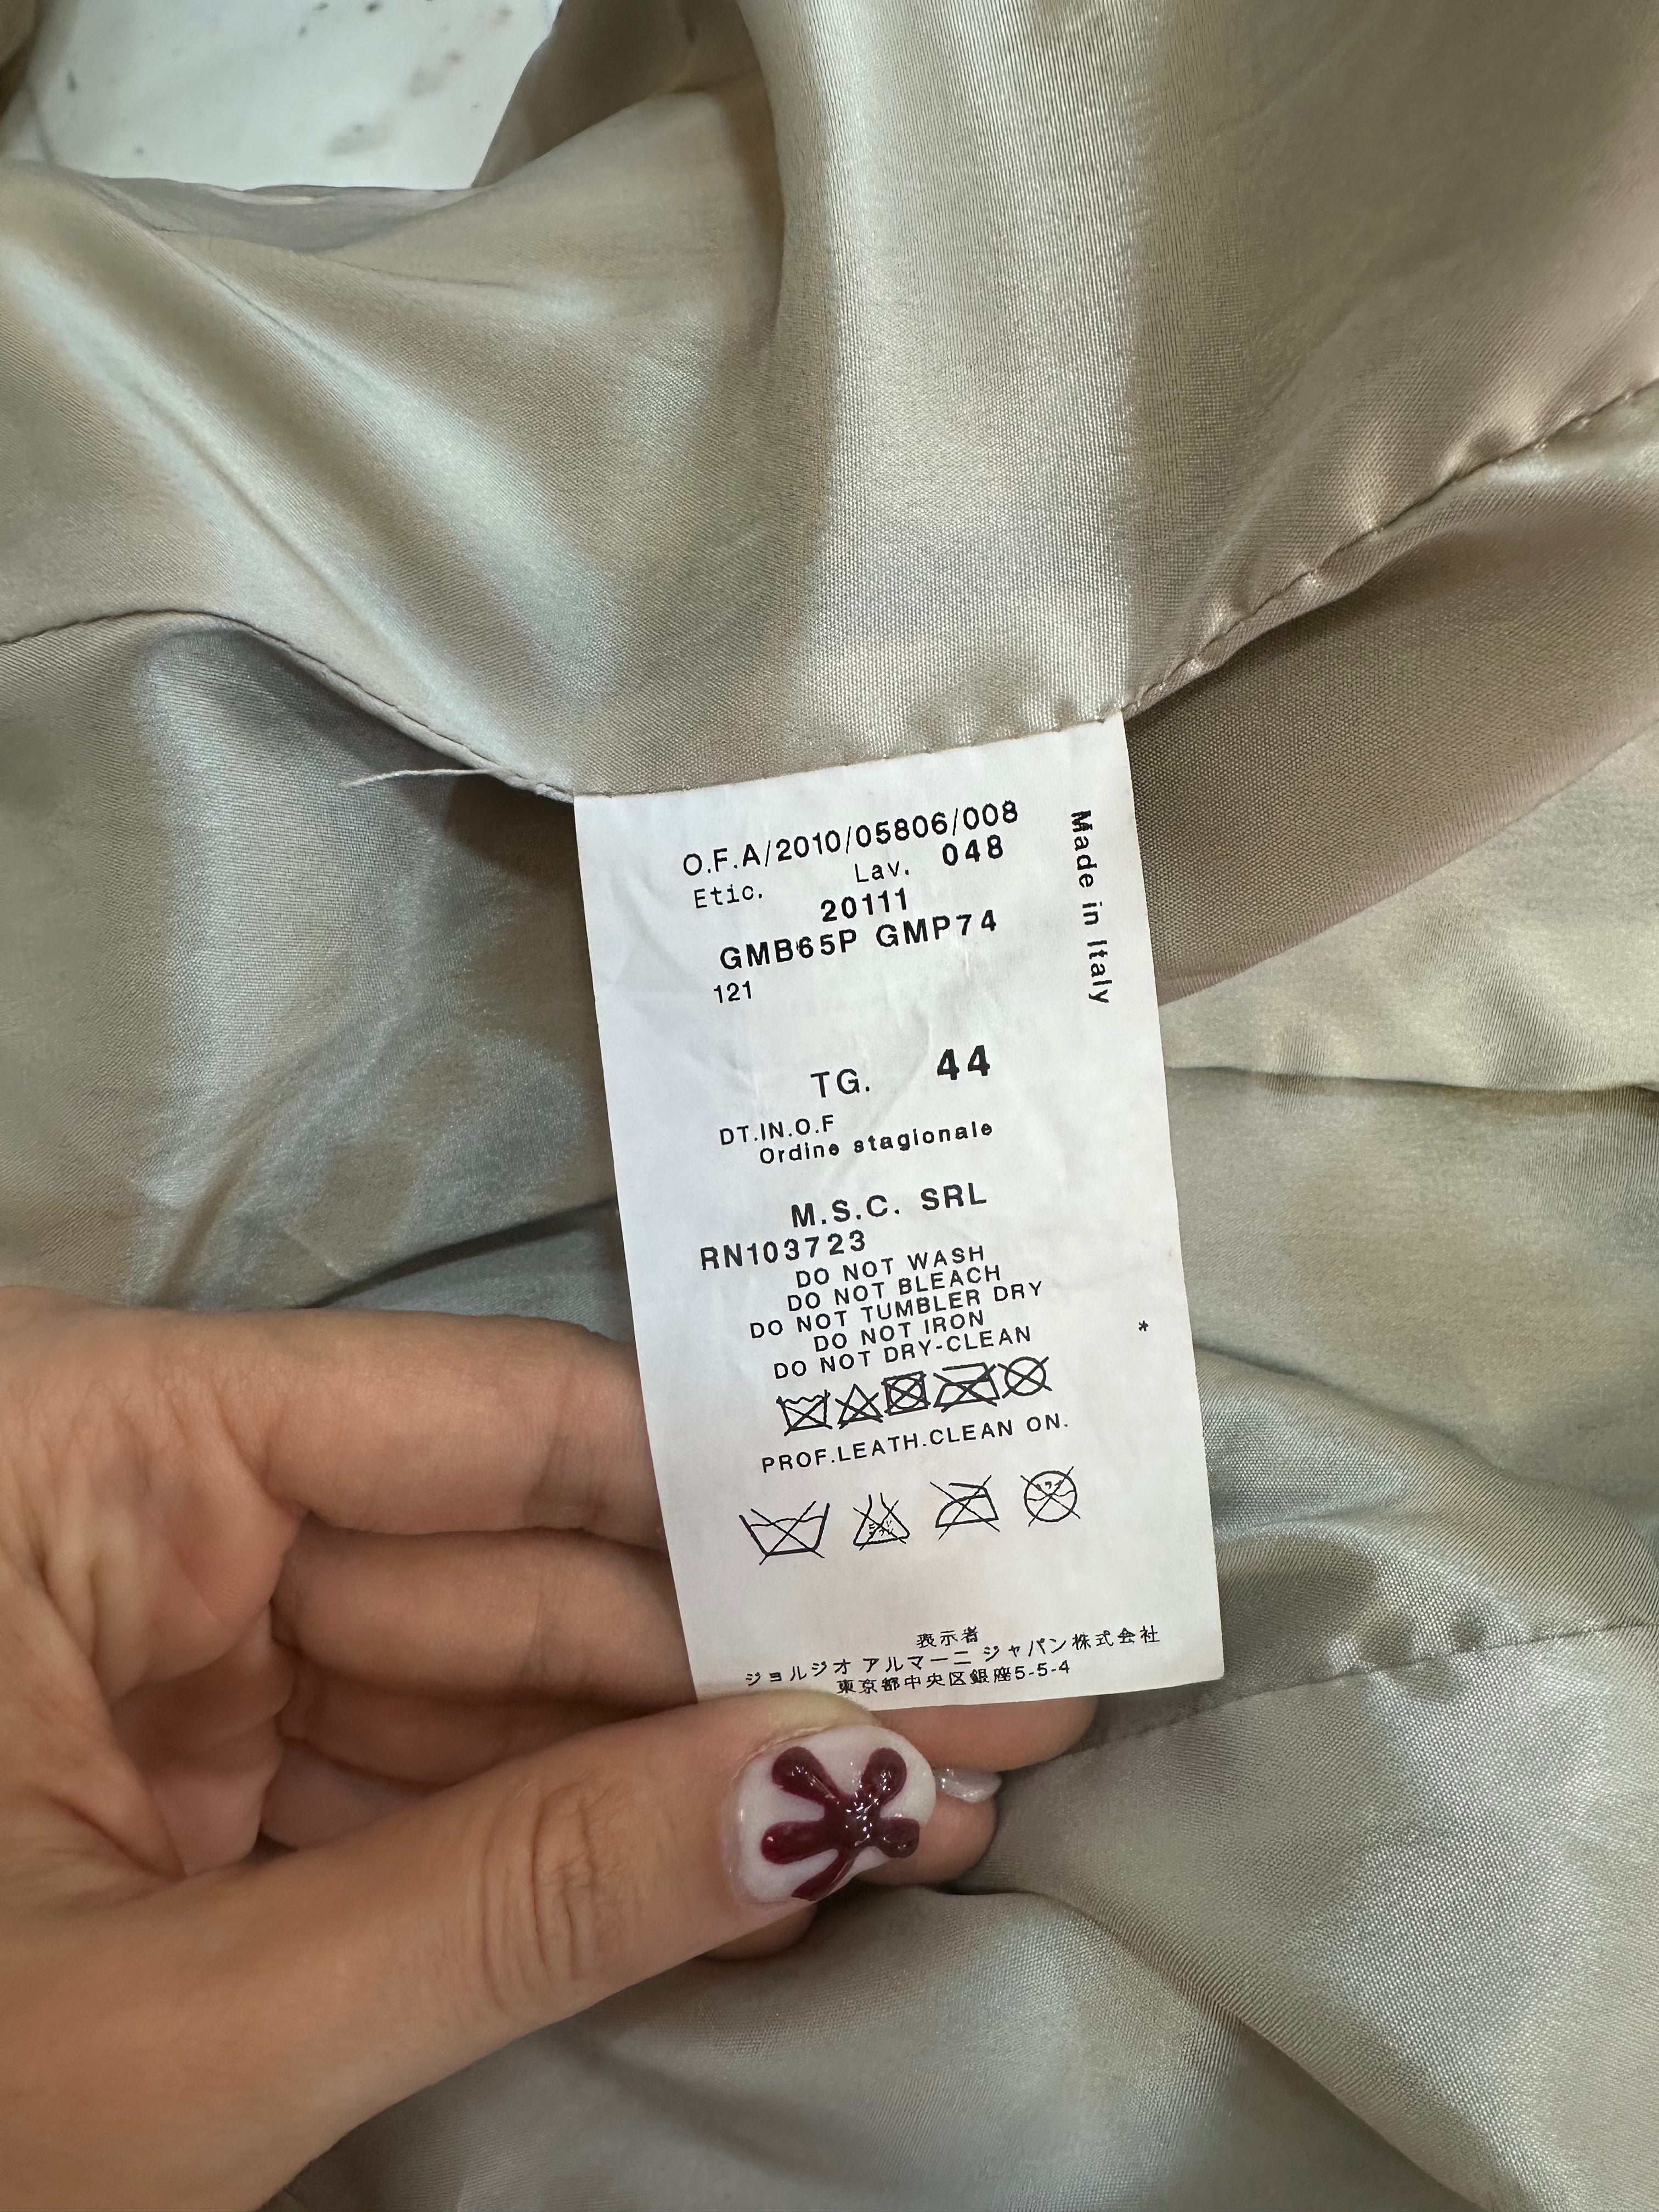 O.F.A/2010/05806/008
Etic. Lav. 048
20111
GMB65P GMP74
121
Made in Italy
TG. 44
DT.IN.O.F
Ordine stagionale
M.S.C. SRL
RN103723
DO NOT WASH
DO NOT BLEACH
DO NOT TUMBLER DRY
DO NOT IRON
DO NOT DRY-CLEAN
*
PROF.LEATH.CLEAN ON.
表示者
ジョルジオ アルマーニ ジャパン株式会社
東京都中央区銀座5-5-4